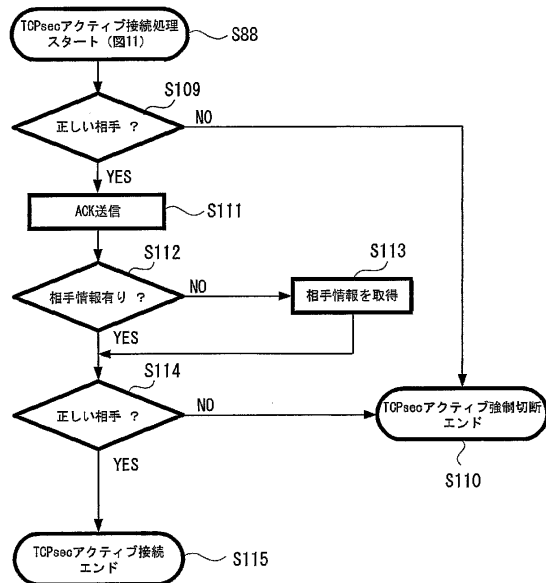 TCPsecアクティブ接続処理
スタート（図11）
S88
S109
正しい相手 ？
NO
YES
ACK送信
S111
S112
S113
相手情報有り ？
NO
相手情報を取得
YES
S114
正しい相手 ？
NO
TCPsecアクティブ強制切断
エンド
YES
S110
TCPsecアクティブ接続
エンド
S115